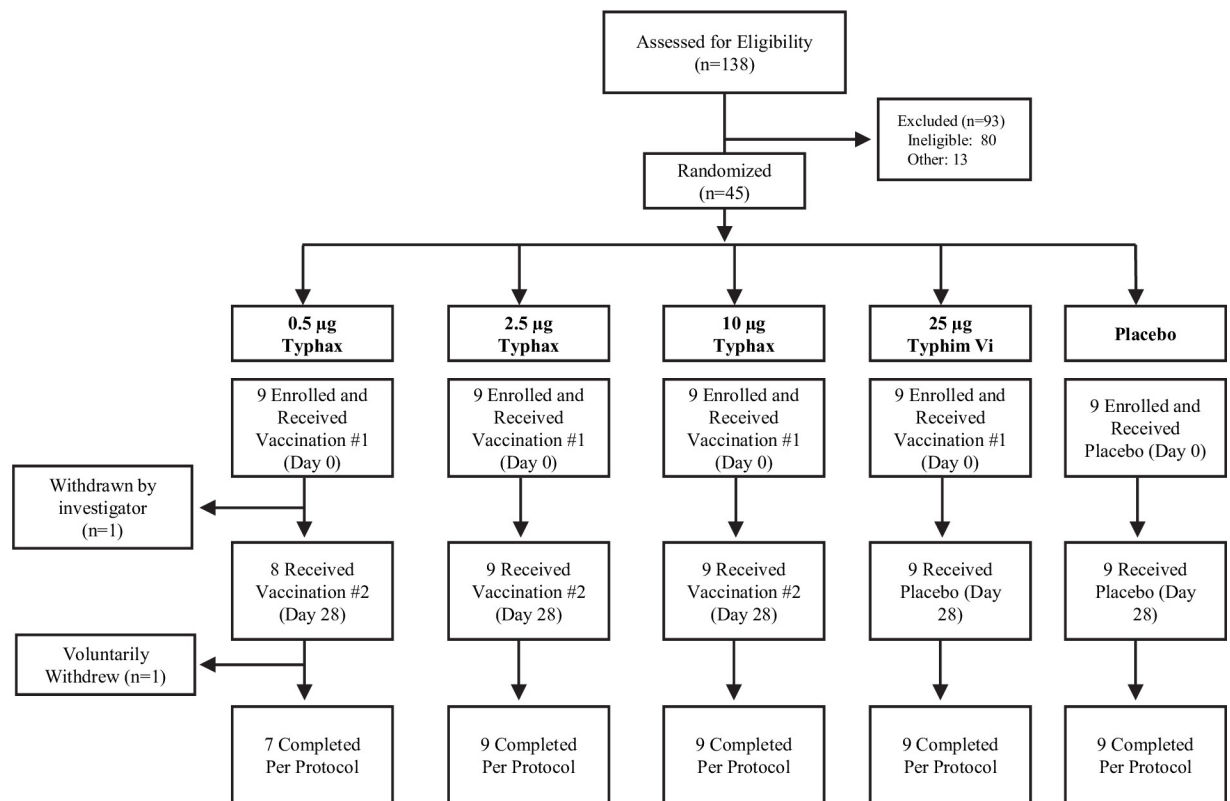 Assessed for Eligibility
(n=138)
Excluded (n=93)
Ineligible: 80
Other: 13
Randomized
(n=45)
0.5 µg
Typhax
2.5 µg
Typhax
10 µg
Typhax
25 µg
Typhim Vi
Placebo
9 Enrolled and
Received
Vaccination #1
(Day 0)
9 Enrolled and
Received
Vaccination #1
(Day 0)
9 Enrolled and
Received
Vaccination #1
(Day 0)
9 Enrolled and
Received
Vaccination #1
(Day 0)
9 Enrolled and
Received
Placebo (Day 0)
Withdrawn by
investigator
(n=1)
8 Received
Vaccination #2
(Day 28)
9 Received
Vaccination #2
(Day 28)
9 Received
Vaccination #2
(Day 28)
9 Received
Placebo (Day
28)
9 Received
Placebo (Day
28)
Voluntarily
Withdrew (n=1)
7 Completed
Per Protocol
9 Completed
Per Protocol
9 Completed
Per Protocol
9 Completed
Per Protocol
9 Completed
Per Protocol